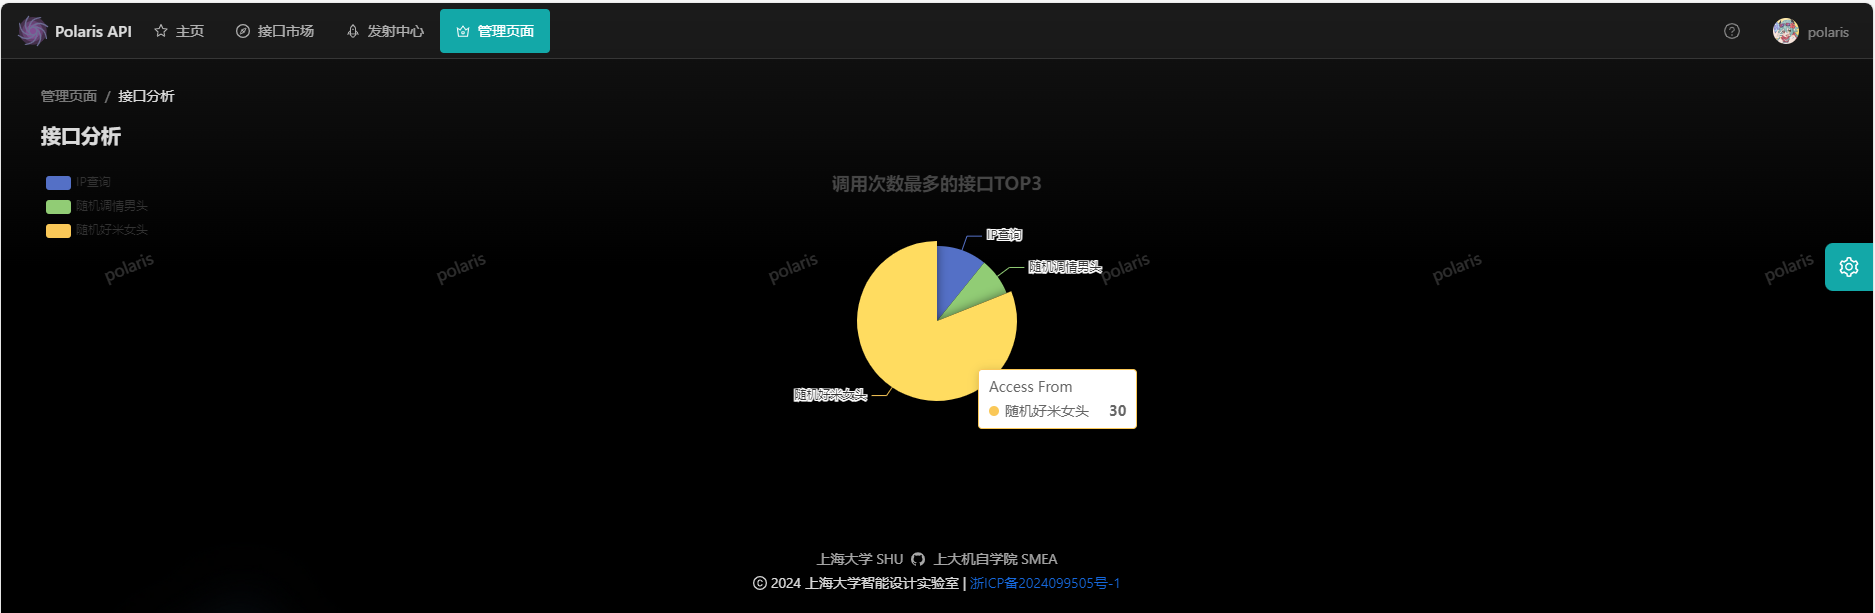 Polaris API 主页 接口市场 发射中心 管理页面 polaris
管理页面 / 接口分析
接口分析
IP查询
随机调情男头
随机好米女头
调用次数最多的接口TOP3
IP查询
随机调情男头
polaris polaris polaris polaris polaris polaris
随机好米女头
Access From
随机好米女头 30
上海大学 SHU 上大机自学院 SMEA
© 2024 上海大学智能设计实验室 | 浙ICP备2024099505号-1